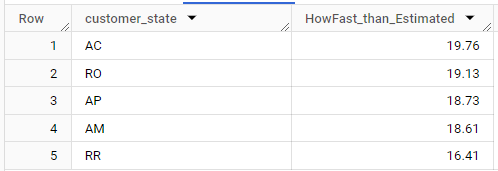 Row customer_state HowFast_than_Estimated
1 AC 19.76
2 RO 19.13
3 AP 18.73
4 AM 18.61
5 RR 16.41